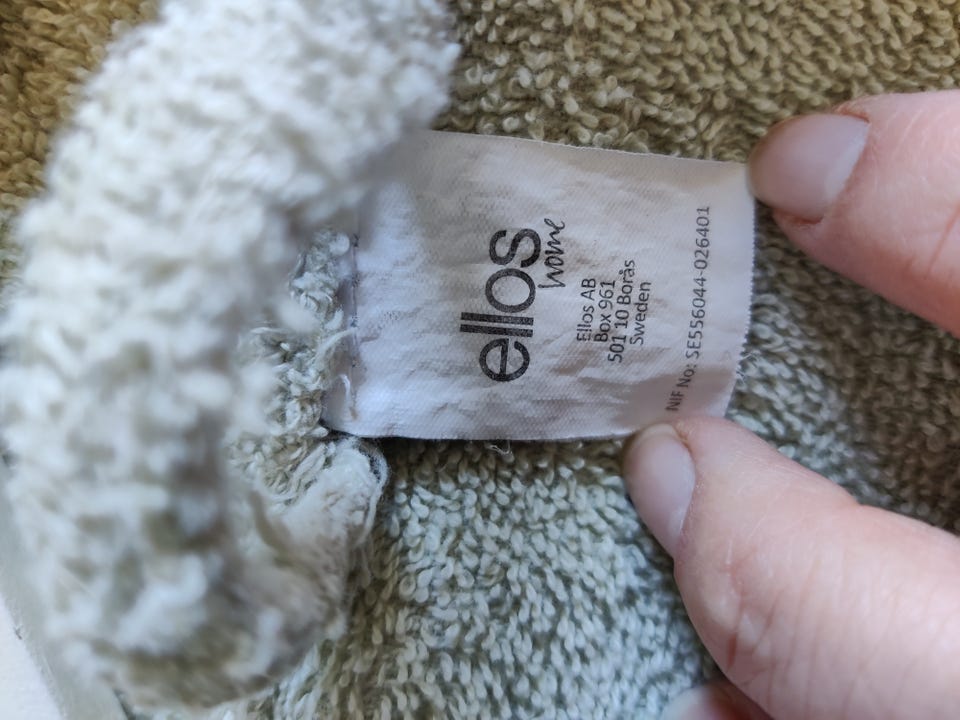 ellos
home
Ellos AB
Box 961
501 10 Borås
Sweden
NIF No: SE556044-026401